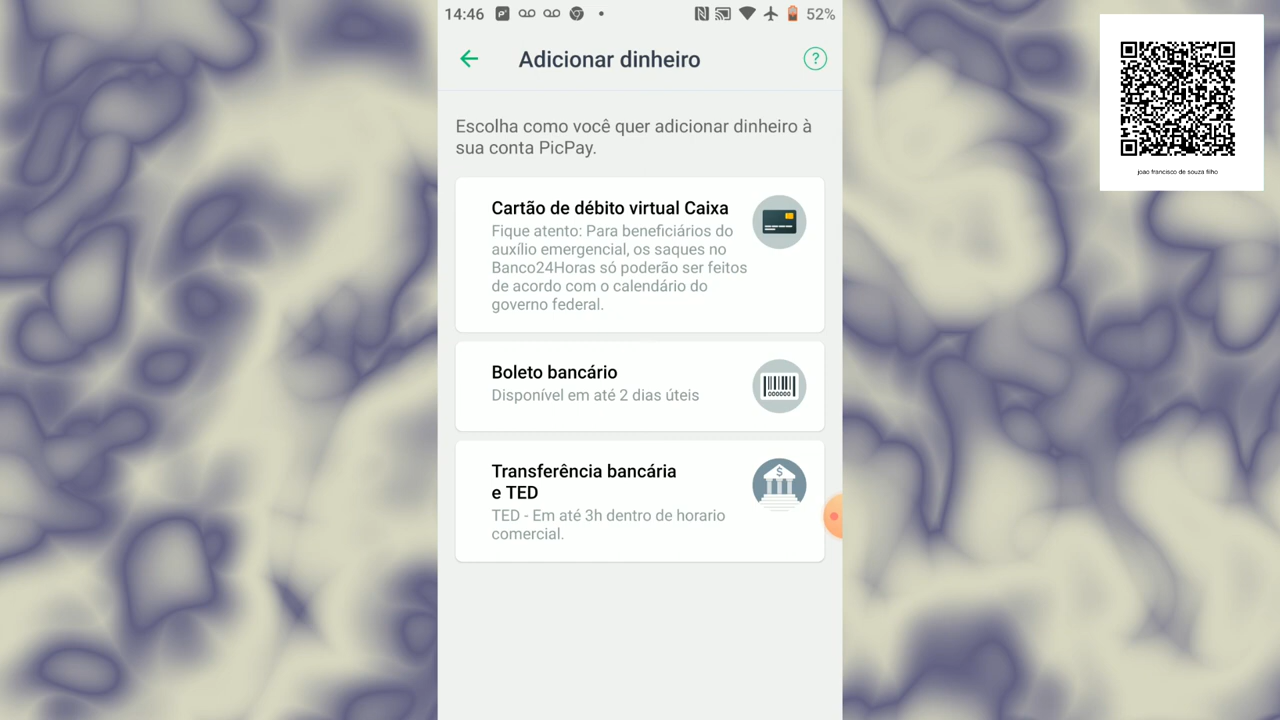 14:46
52%
Adicionar dinheiro
?
Escolha como você quer adicionar dinheiro à
sua conta PicPay.
Cartão de débito virtual Caixa
Fique atento: Para beneficiários do
auxílio emergencial, os saques no
Banco24Horas só poderão ser feitos
de acordo com o calendário do
governo federal.
Boleto bancário
Disponível em até 2 dias úteis
000000
Transferência bancária
e TED
$
TED - Em até 3h dentro de horario
comercial.
joao francisco de souza filho